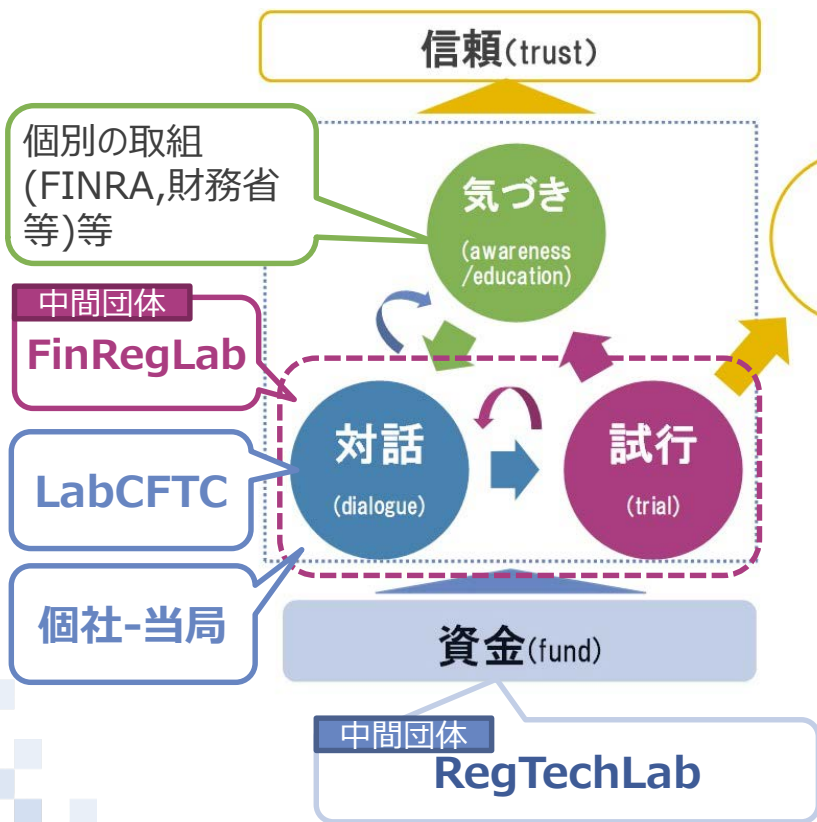 信頼(trust)
個別の取組
(FINRA,財務省
等)等
気づき
(awareness
/education)
中間団体
FinRegLab
対話
(dialogue)
試行
(trial)
LabCFTC
個社-当局
資金(fund)
中間団体
RegTechLab